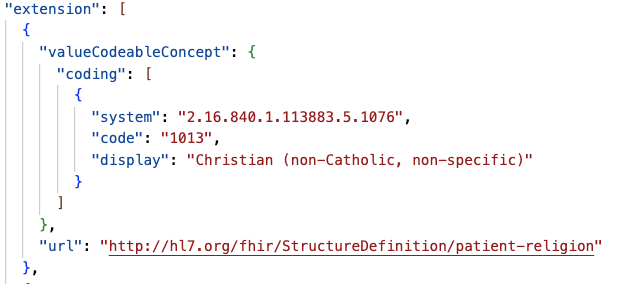 "extension": [
{
"valueCodeableConcept": {
"coding": [
{
"system": "2.16.840.1.113883.5.1076",
"code": "1013",
"display": "Christian (non-Catholic, non-specific)"
}
]
},
"url": "http://hl7.org/fhir/StructureDefinition/patient-religion"
},